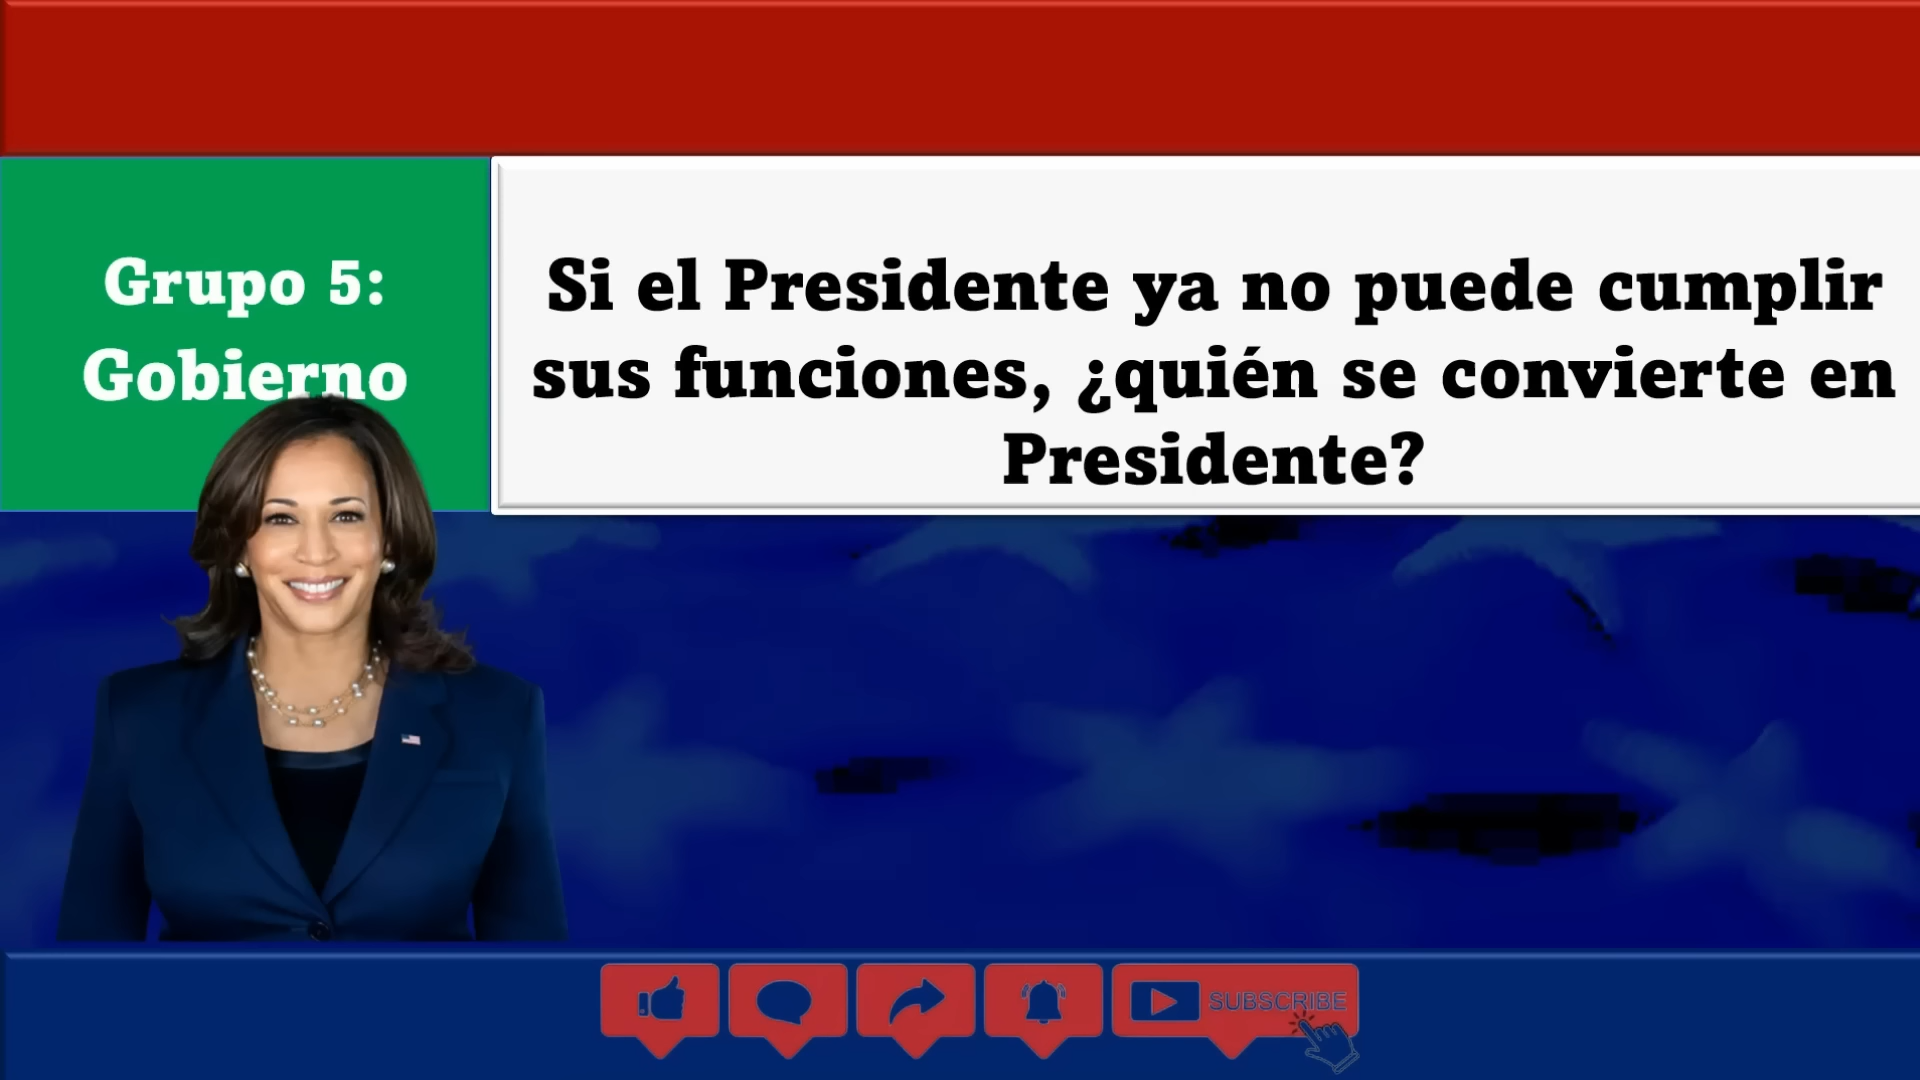 Grupo 5:
Gobierno
Si el Presidente ya no puede cumplir
sus funciones, ¿quién se convierte en
Presidente?
SUBSCRIBE